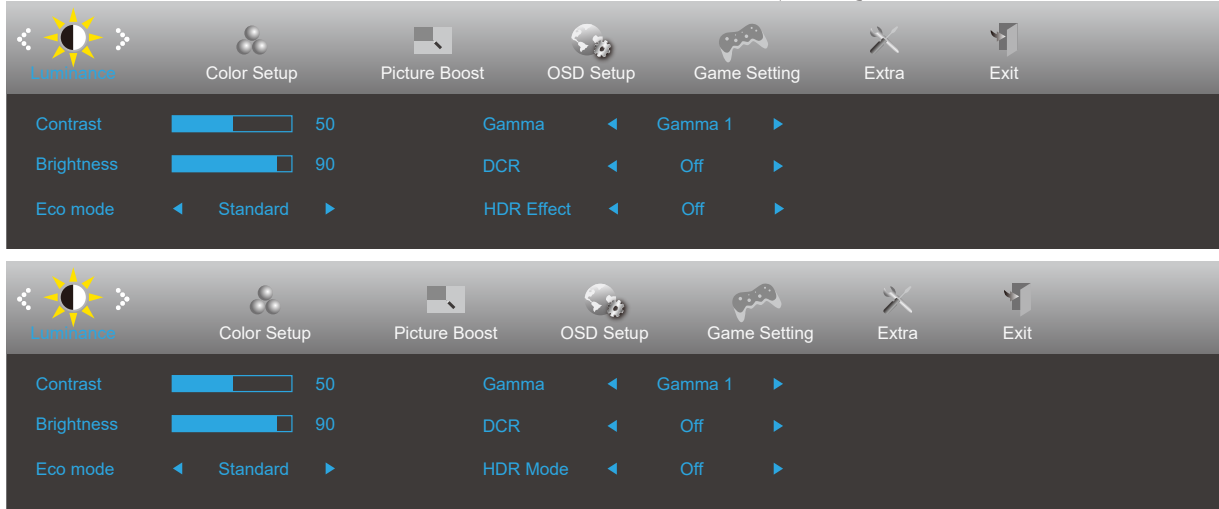 Luminance Color Setup Picture Boost OSD Setup Game Setting Extra Exit
Contrast 50 Gamma Gamma 1
Brightness 90 DCR Off
Eco mode Standard HDR Effect Off
Luminance Color Setup Picture Boost OSD Setup Game Setting Extra Exit
Contrast 50 Gamma Gamma 1
Brightness 90 DCR Off
Eco mode Standard HDR Mode Off